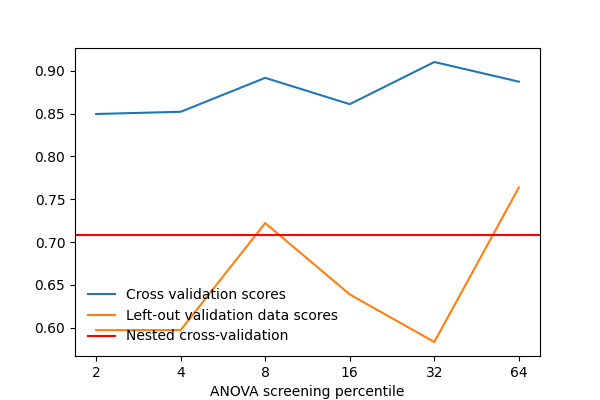 0.90
0.85
0.80
0.75
0.70
0.65
0.60
Cross validation scores
Left-out validation data scores
Nested cross-validation
2 4 8 16 32 64
ANOVA screening percentile